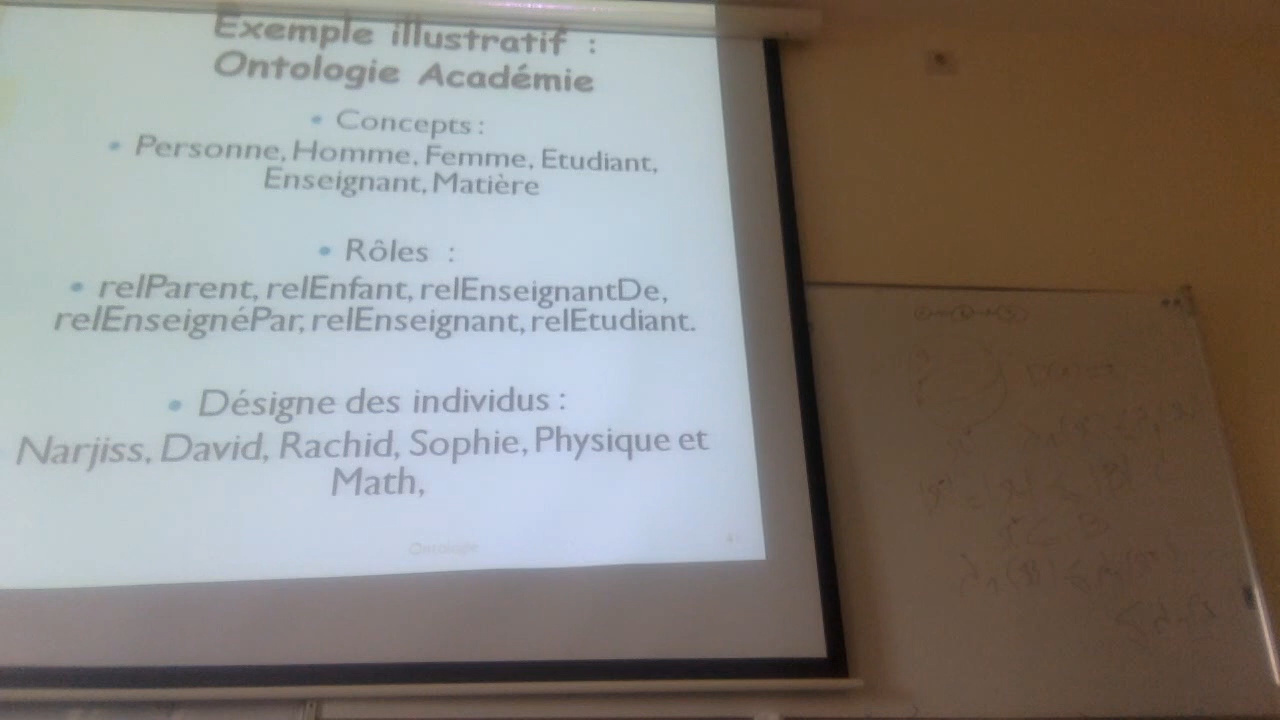 Exemple illustratif :
Ontologie Académie
• Concepts :
• Personne, Homme, Femme, Etudiant,
Enseignant, Matière
• Rôles :
• relParent, relEnfant, relEnseignantDe,
relEnseignéPar, relEnseignant, relEtudiant.
• Désigne des individus :
Narjiss, David, Rachid, Sophie, Physique et
Math,
Ontologie